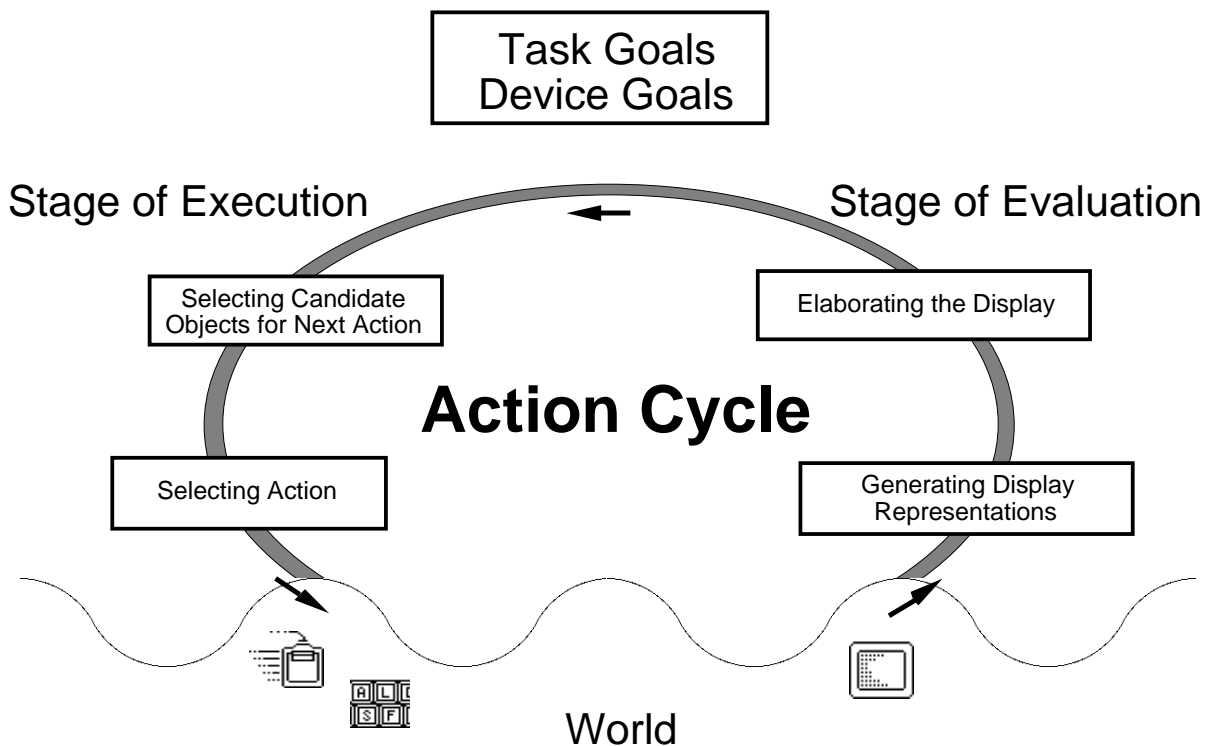 Task Goals
Device Goals
Stage of Execution
Stage of Evaluation
Selecting Candidate
Objects for Next Action
Elaborating the Display
Action Cycle
Selecting Action
Generating Display
Representations
A L
S F
World